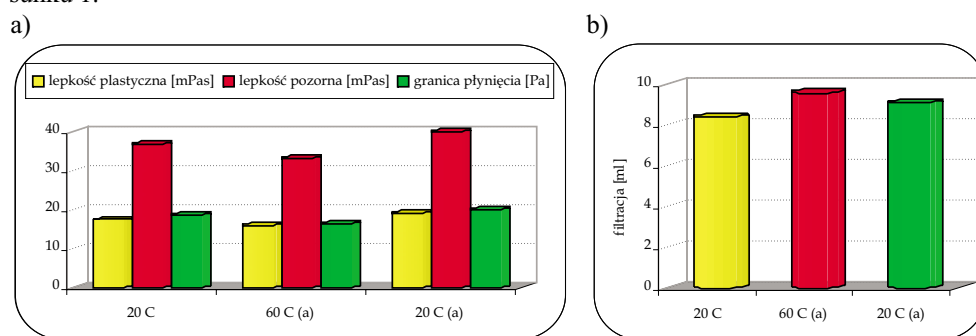 a)
b)
lepkość plastyczna [mPas] lepkość pozorna [mPas] granica płynięcia [Pa]
40
30
20
10
0
20 C 60 C (a) 20 C (a)
filtracja [ml]
10
8
6
4
2
0
20 C 60 C (a) 20 C (a)